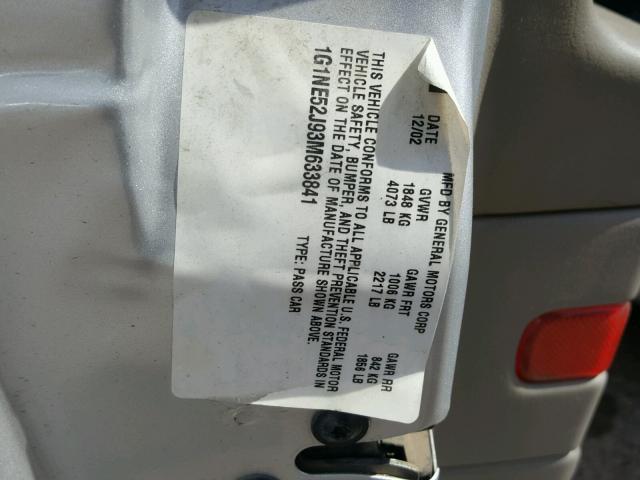 MFD BY GENERAL MOTORS CORP
DATE GVWR GAWR FRT GAWR RR
12/02 1848 KG 1006 KG 842 KG
4073 LB 2217 LB 1856 LB
THIS VEHICLE CONFORMS TO ALL APPLICABLE U.S. FEDERAL MOTOR
VEHICLE SAFETY, BUMPER, AND THEFT PREVENTION STANDARDS IN
EFFECT ON THE DATE OF MANUFACTURE SHOWN ABOVE.
1G1NE52J93M633841 TYPE: PASS CAR